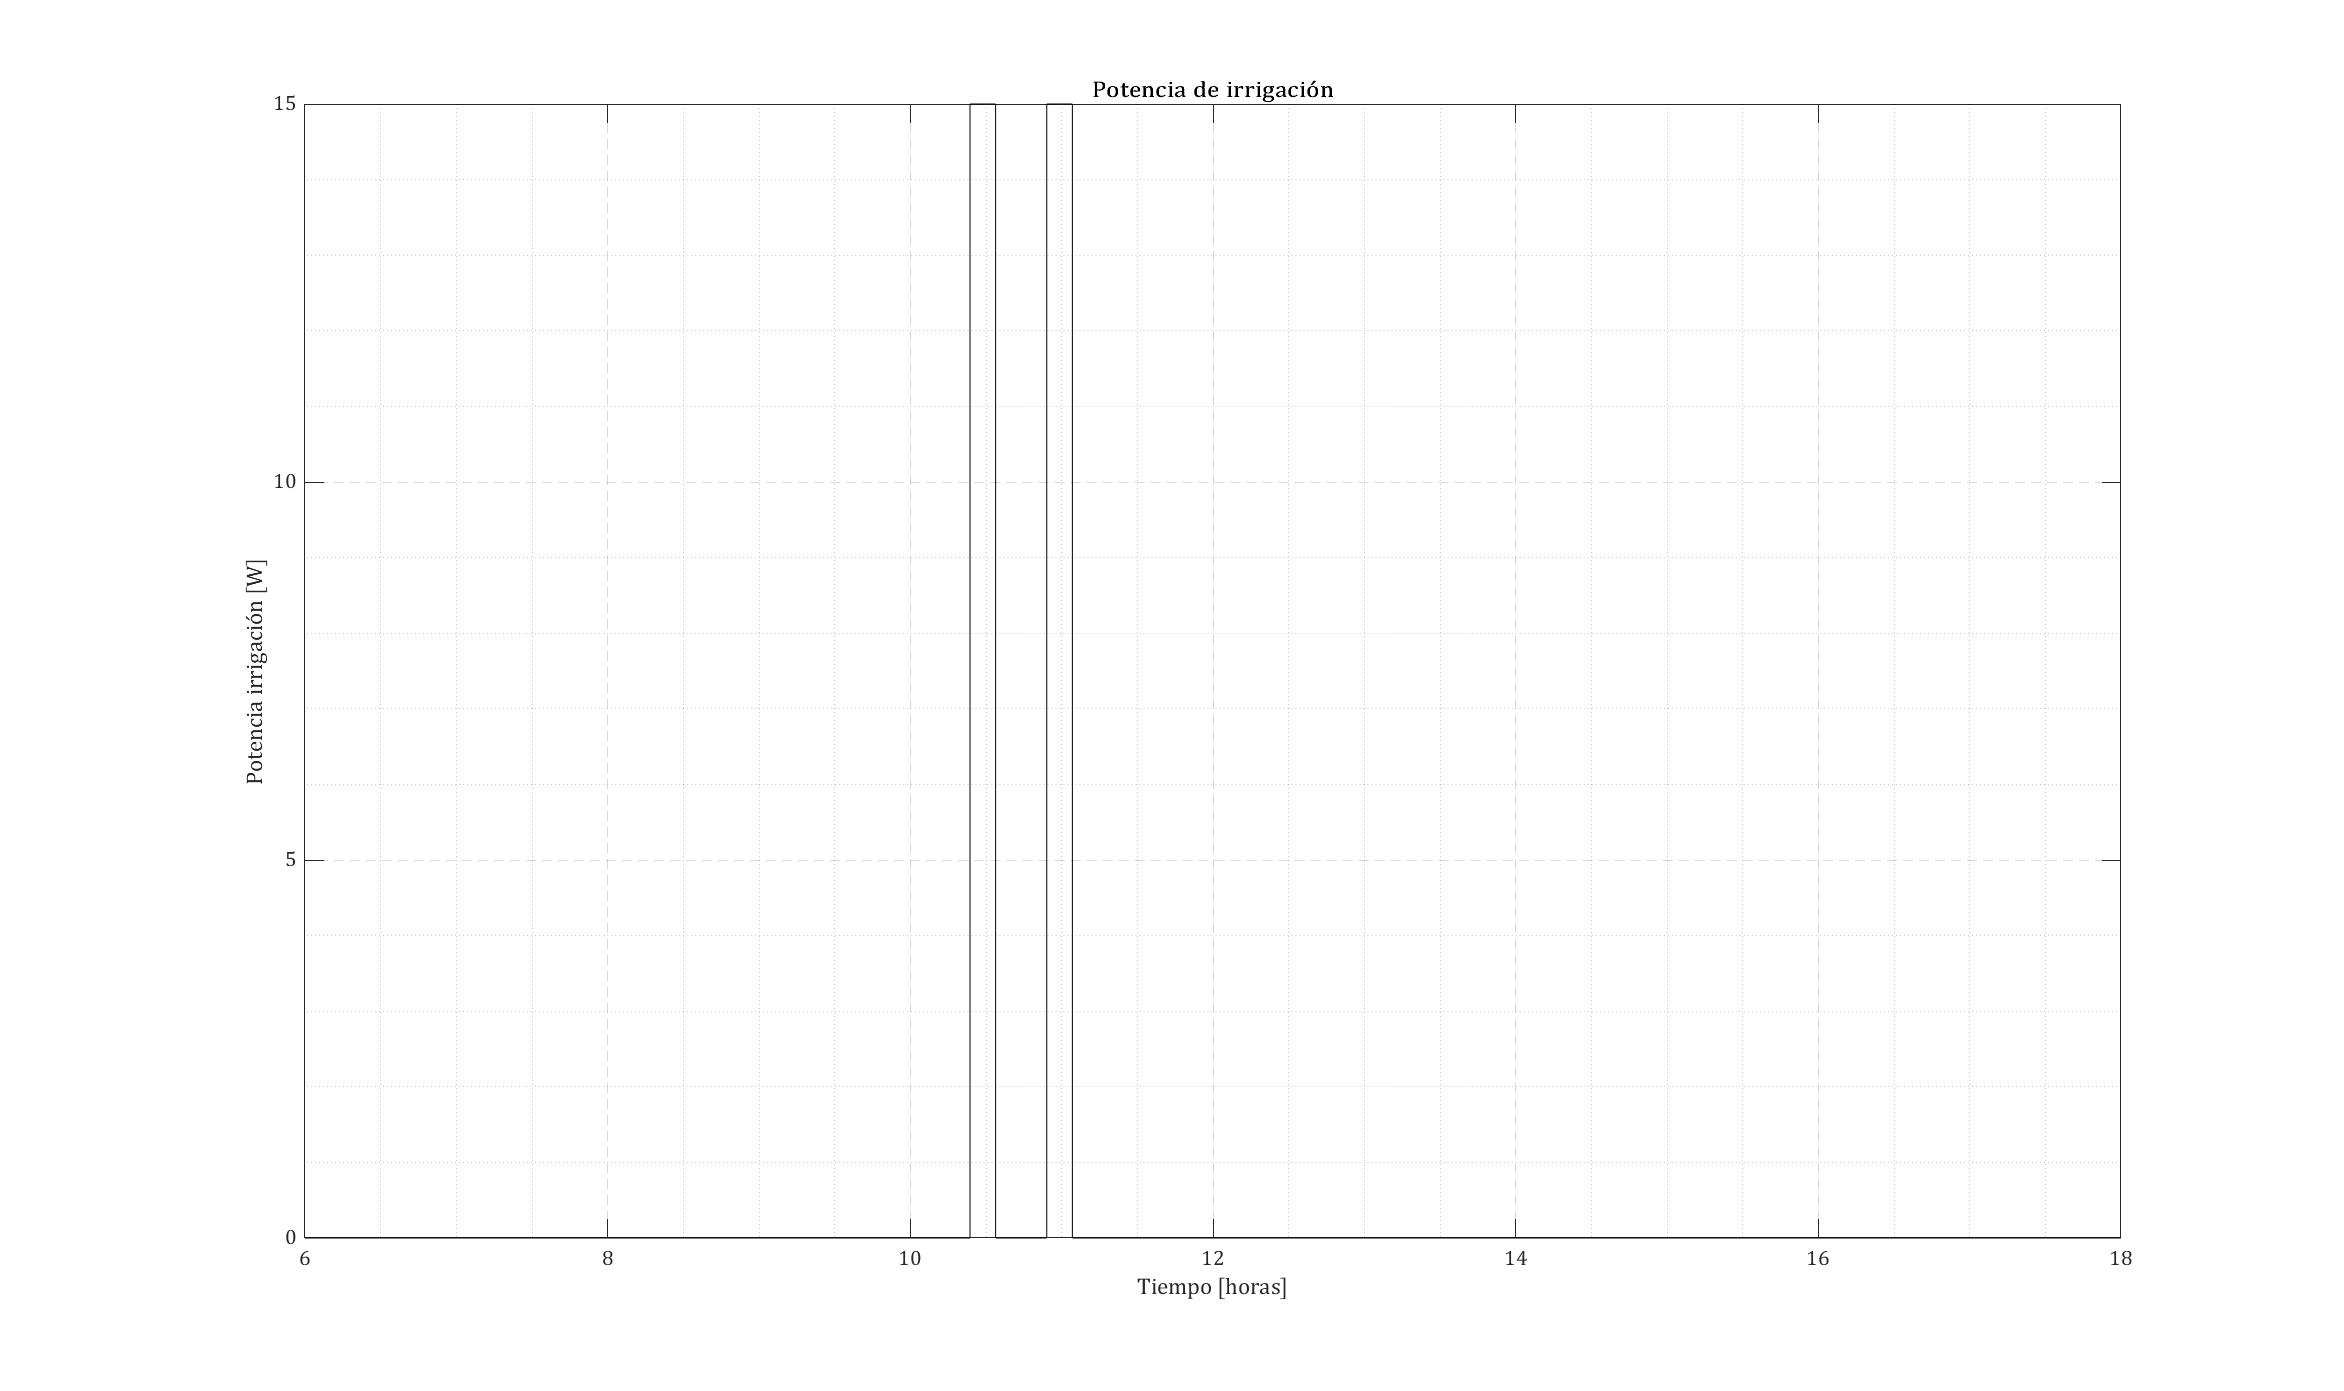 Potencia de irrigación
15
10
5
0
Potencia irrigación [W]
6 8 10 12 14 16 18
Tiempo [horas]